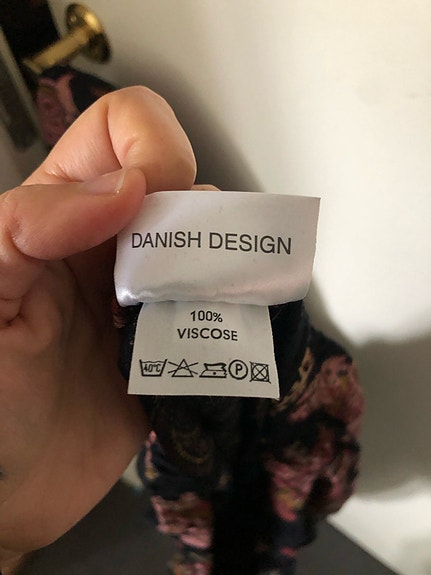 DANISH DESIGN
100%
VISCOSE
40°C P